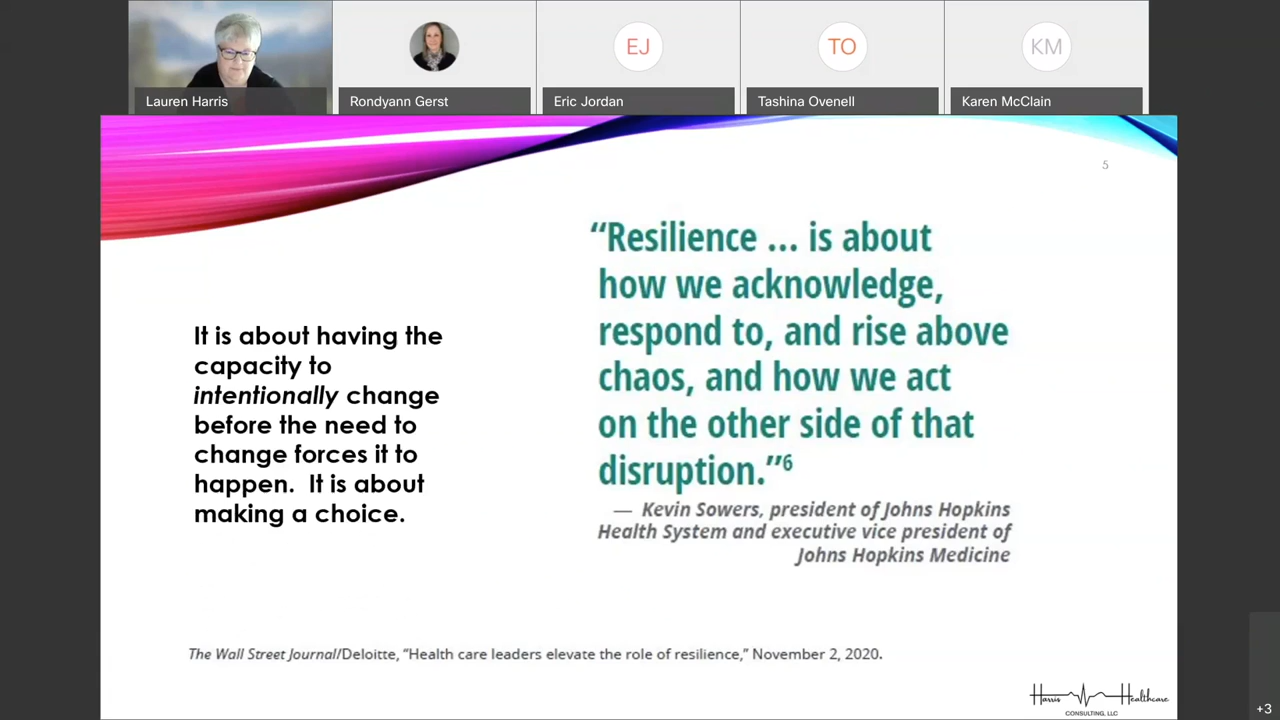 EJ
TO
KM
Lauren Harris
Rondyann Gerst
Eric Jordan
Tashina Ovenell
Karen McClain
5
It is about having the
capacity to
intentionally change
before the need to
change forces it to
happen.  It is about
making a choice.
“Resilience ... is about
how we acknowledge,
respond to, and rise above
chaos, and how we act
on the other side of that
disruption.”6
— Kevin Sowers, president of Johns Hopkins
Health System and executive vice president of
Johns Hopkins Medicine
The Wall Street Journal/Deloitte, “Health care leaders elevate the role of resilience,” November 2, 2020.
Harris Healthcare
CONSULTING, LLC
+3